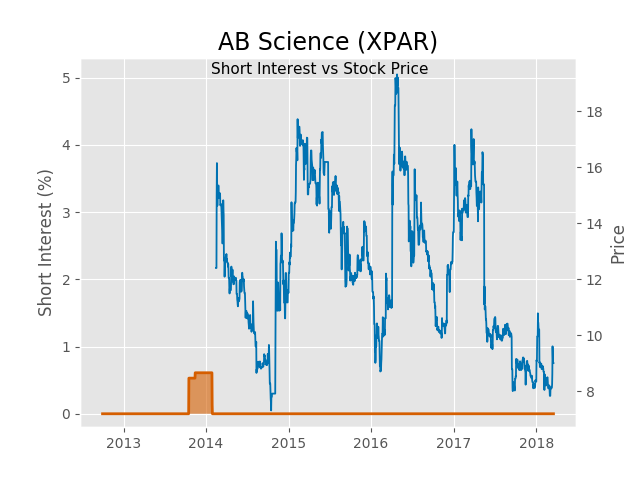 AB Science (XPAR)
Short Interest vs Stock Price
Short Interest (%)
5
4
3
2
1
0
18
16
14
12
10
8
Price
2013 2014 2015 2016 2017 2018